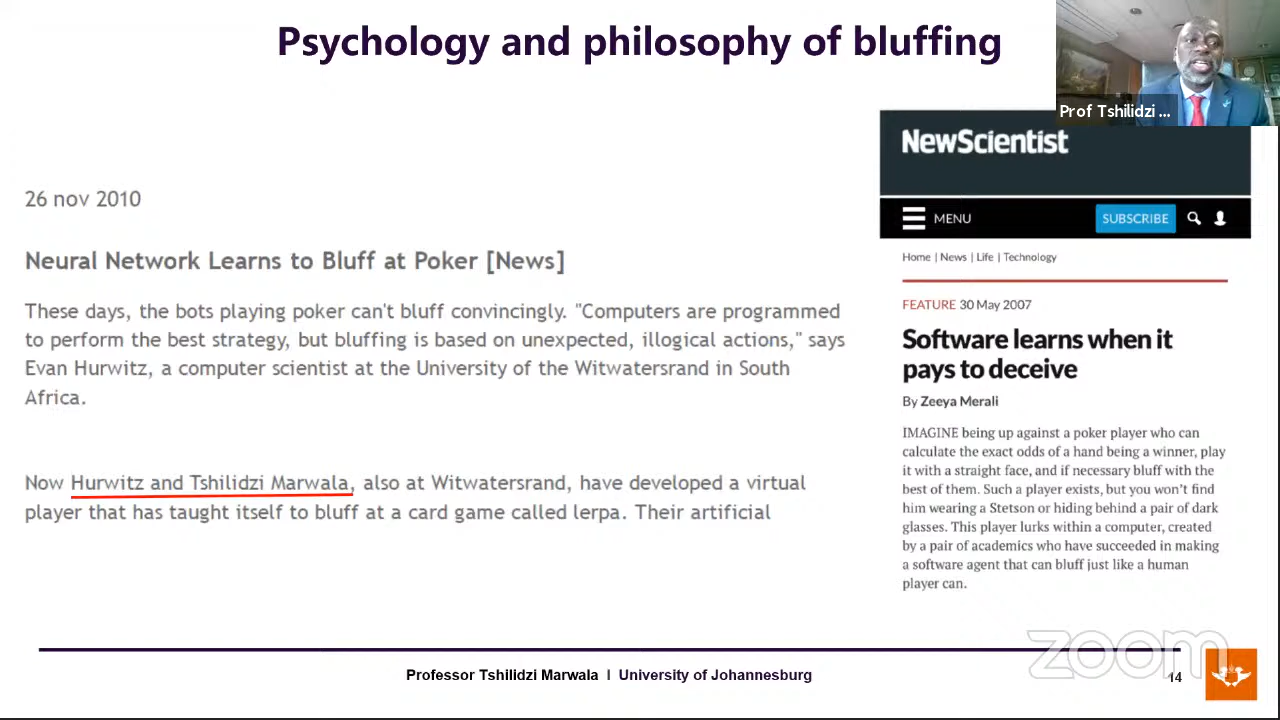 Psychology and philosophy of bluffing
Prof Tshilidzi ...
26 nov 2010
Neural Network Learns to Bluff at Poker [News]
These days, the bots playing poker can't bluff convincingly. "Computers are programmed
to perform the best strategy, but bluffing is based on unexpected, illogical actions," says
Evan Hurwitz, a computer scientist at the University of the Witwatersrand in South
Africa.
Now Hurwitz and Tshilidzi Marwala, also at Witwatersrand, have developed a virtual
player that has taught itself to bluff at a card game called lerpa. Their artificial
NewScientist
MENU
SUBSCRIBE
Home | News | Life | Technology
FEATURE 30 May 2007
Software learns when it
pays to deceive
By Zeeya Merali
IMAGINE being up against a poker player who can
calculate the exact odds of a hand being a winner, play
it with a straight face, and if necessary bluff with the
best of them. Such a player exists, but you won't find
him wearing a Stetson or hiding behind a pair of dark
glasses. This player lurks within a computer, created
by a pair of academics who have succeeded in making
a software agent that can bluff just like a human
player can.
zoom
Professor Tshilidzi Marwala I University of Johannesburg
14